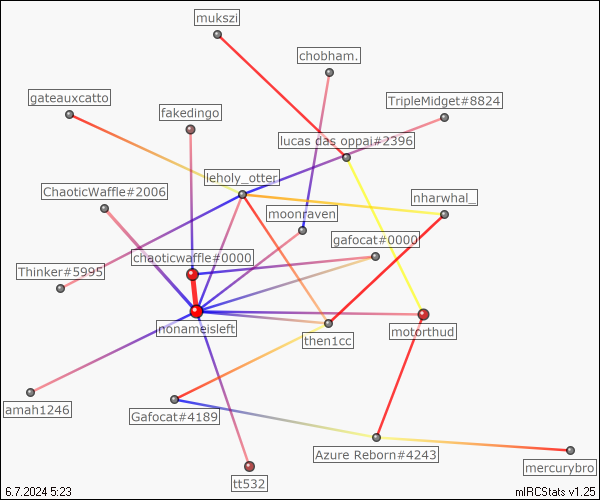 mukszi
chobham.
gateauxcatto
TripleMidget#8824
fakedingo
lucas das oppai#2396
leholy_otter
ChaoticWaffle#2006
nharwhal_
moonraven
gafocat#0000
chaoticwaffle#0000
Thinker#5995
nonameisleft
motorthud
then1cc
amah1246
Gafocat#4189
Azure Reborn#4243
mercurybro
tt532
6.7.2024 5:23
mIRCStats v1.25